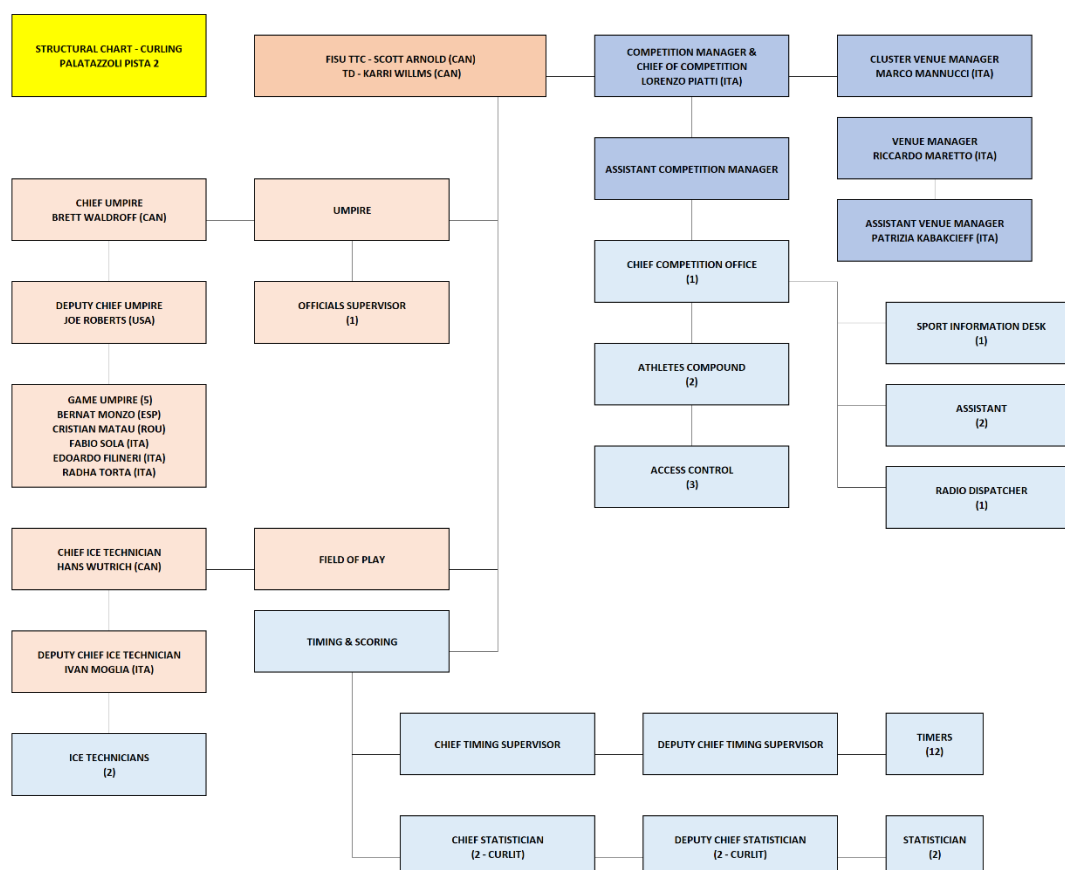 STRUCTURAL CHART - CURLING
PALATAZZOLI PISTA 2
FISU TTC - SCOTT ARNOLD (CAN)
TD - KARRI WILLMS (CAN)
COMPETITION MANAGER &
CHIEF OF COMPETITION
LORENZO PIATTI (ITA)
CLUSTER VENUE MANAGER
MARCO MANNUCCI (ITA)
VENUE MANAGER
RICCARDO MARETTO (ITA)
ASSISTANT COMPETITION MANAGER
CHIEF UMPIRE
BRETT WALDROFF (CAN)
UMPIRE
ASSISTANT VENUE MANAGER
PATRIZIA KABAKCIEFF (ITA)
CHIEF COMPETITION OFFICE
(1)
DEPUTY CHIEF UMPIRE
JOE ROBERTS (USA)
OFFICIALS SUPERVISOR
(1)
SPORT INFORMATION DESK
(1)
ATHLETES COMPOUND
(2)
GAME UMPIRE (5)
BERNAT MONZO (ESP)
CRISTIAN MATAU (ROU)
FABIO SOLA (ITA)
EDOARDO FILINERI (ITA)
RADHA TORTA (ITA)
ASSISTANT
(2)
ACCESS CONTROL
(3)
RADIO DISPATCHER
(1)
CHIEF ICE TECHNICIAN
HANS WUTRICH (CAN)
FIELD OF PLAY
TIMING & SCORING
DEPUTY CHIEF ICE TECHNICIAN
IVAN MOGLIA (ITA)
ICE TECHNICIANS
(2)
CHIEF TIMING SUPERVISOR
DEPUTY CHIEF TIMING SUPERVISOR
TIMERS
(12)
CHIEF STATISTICIAN
(2 - CURLIT)
DEPUTY CHIEF STATISTICIAN
(2 - CURLIT)
STATISTICIAN
(2)